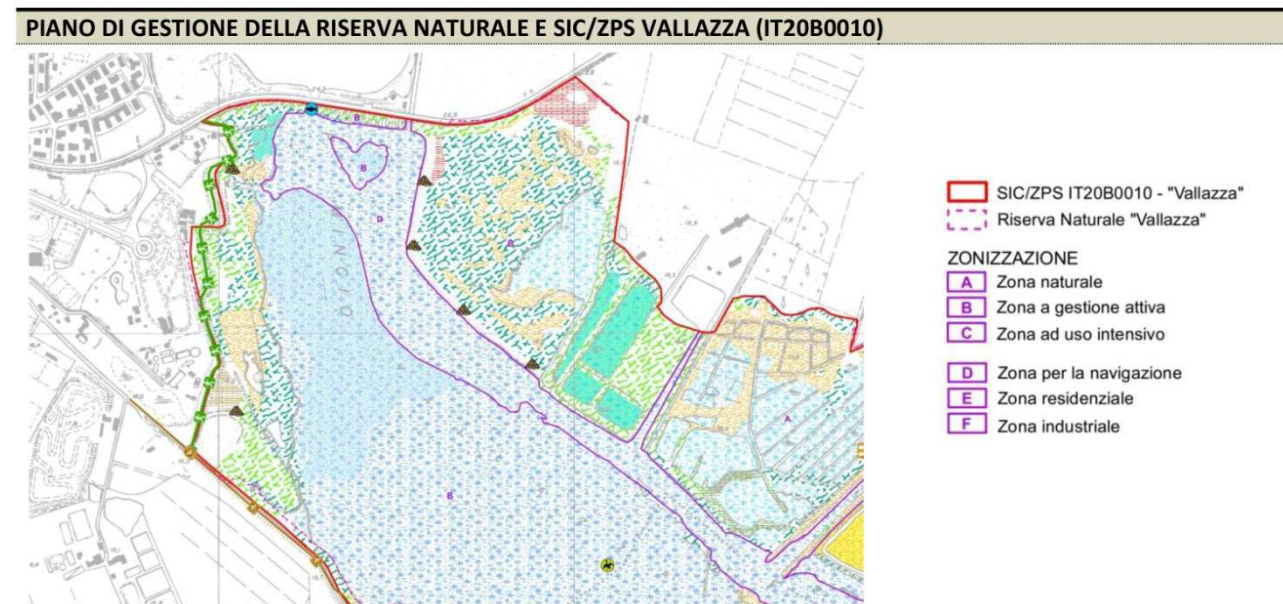 PIANO DI GESTIONE DELLA RISERVA NATURALE E SIC/ZPS VALLAZZA (IT20B0010)
B
B
D
A
N C I O
A
B
SIC/ZPS IT20B0010 - "Vallazza"
Riserva Naturale "Vallazza"
ZONIZZAZIONE
A Zona naturale
B Zona a gestione attiva
C Zona ad uso intensivo
D Zona per la navigazione
E Zona residenziale
F Zona industriale